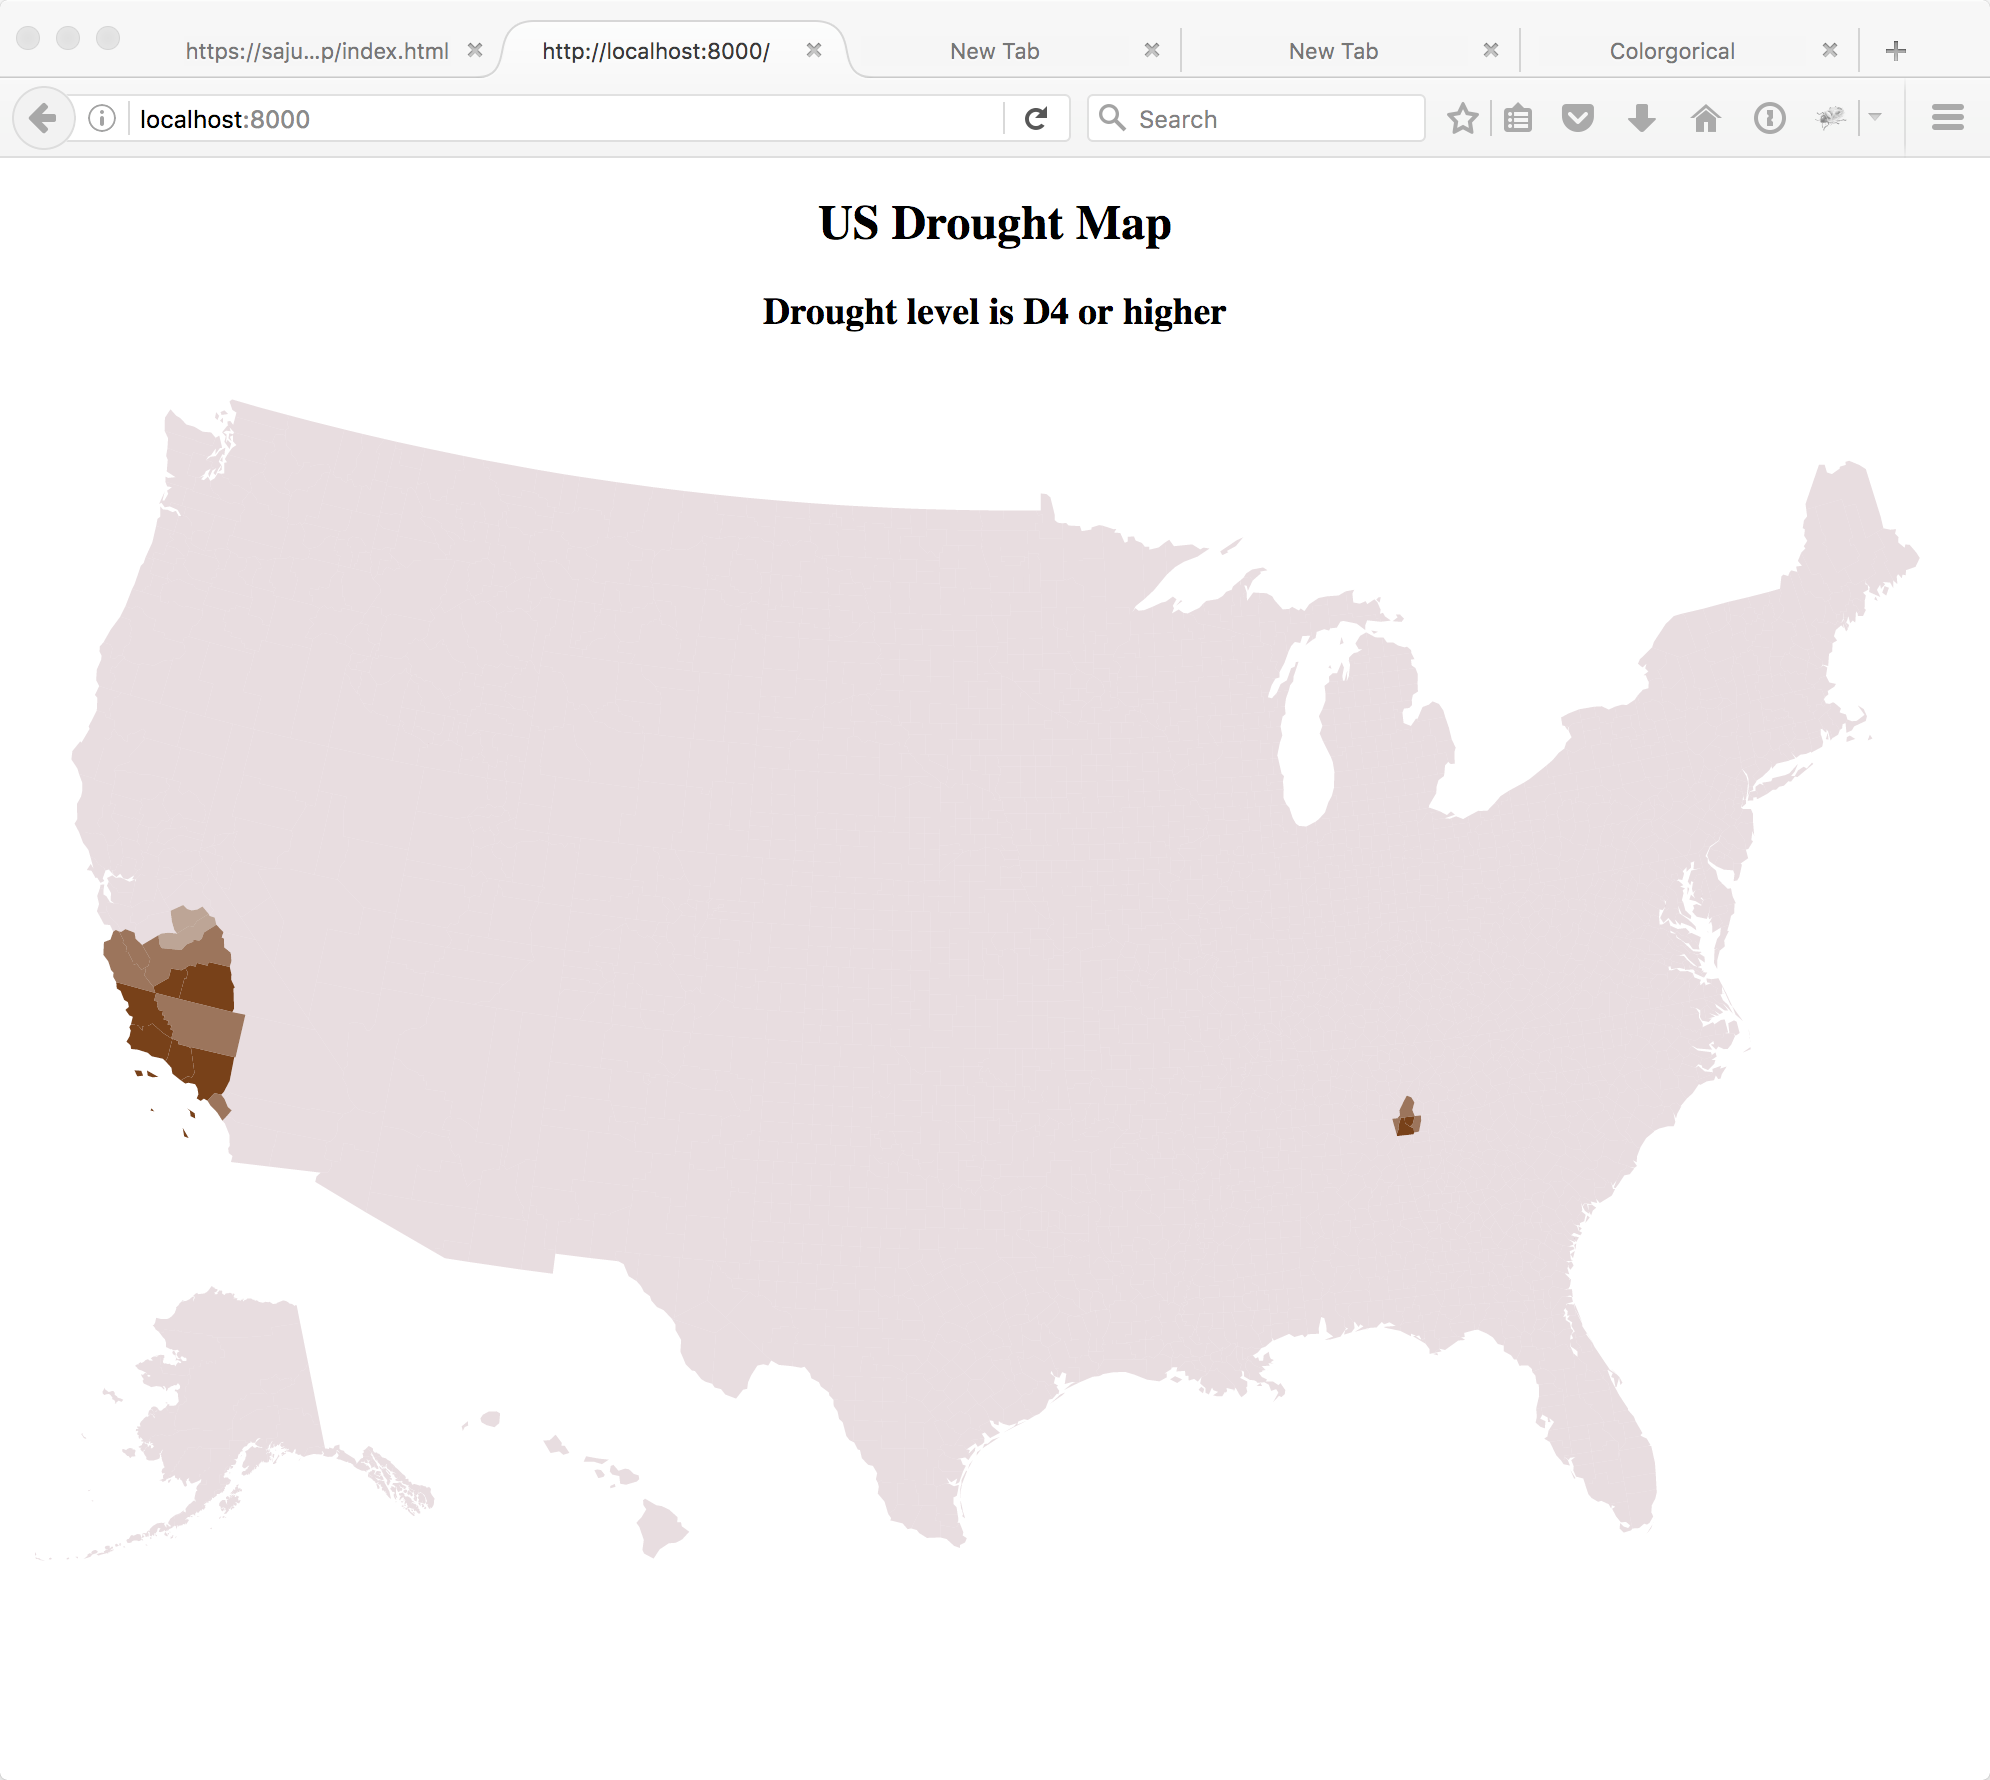 https://saju...p/index.html
http://localhost:8000/
New Tab
New Tab
Colorgorical
localhost:8000
Search
US Drought Map
Drought level is D4 or higher